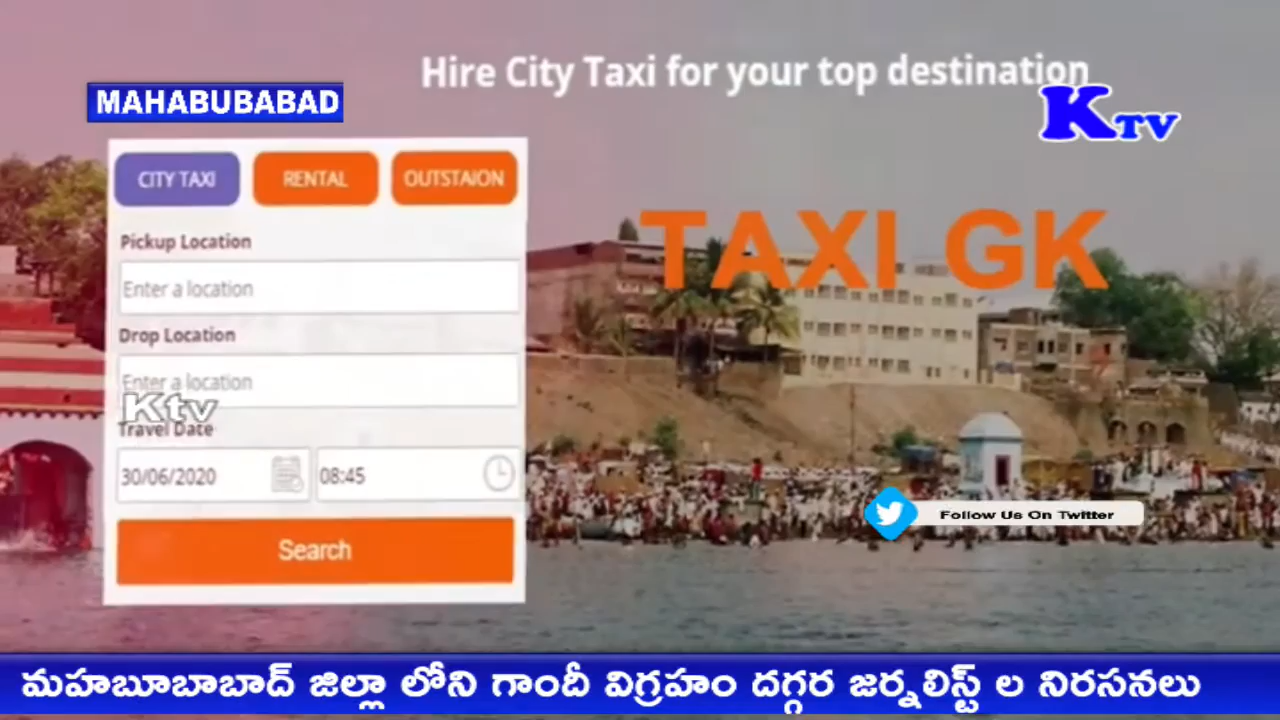 Hire City Taxi for your top destination
MAHABUBABAD
KTV
CITY TAXI
RENTAL
OUTSTAION
Pickup Location
Enter a location
TAXI GK
Drop Location
Enter a location
Ktv
Travel Date
30/06/2020
08:45
Follow Us On Twitter
Search
మహబూబాబాద్ జిల్లా లోని గాందీ విగ్రహం దగ్గర జర్నలిస్ట్ ల నిరసనలు